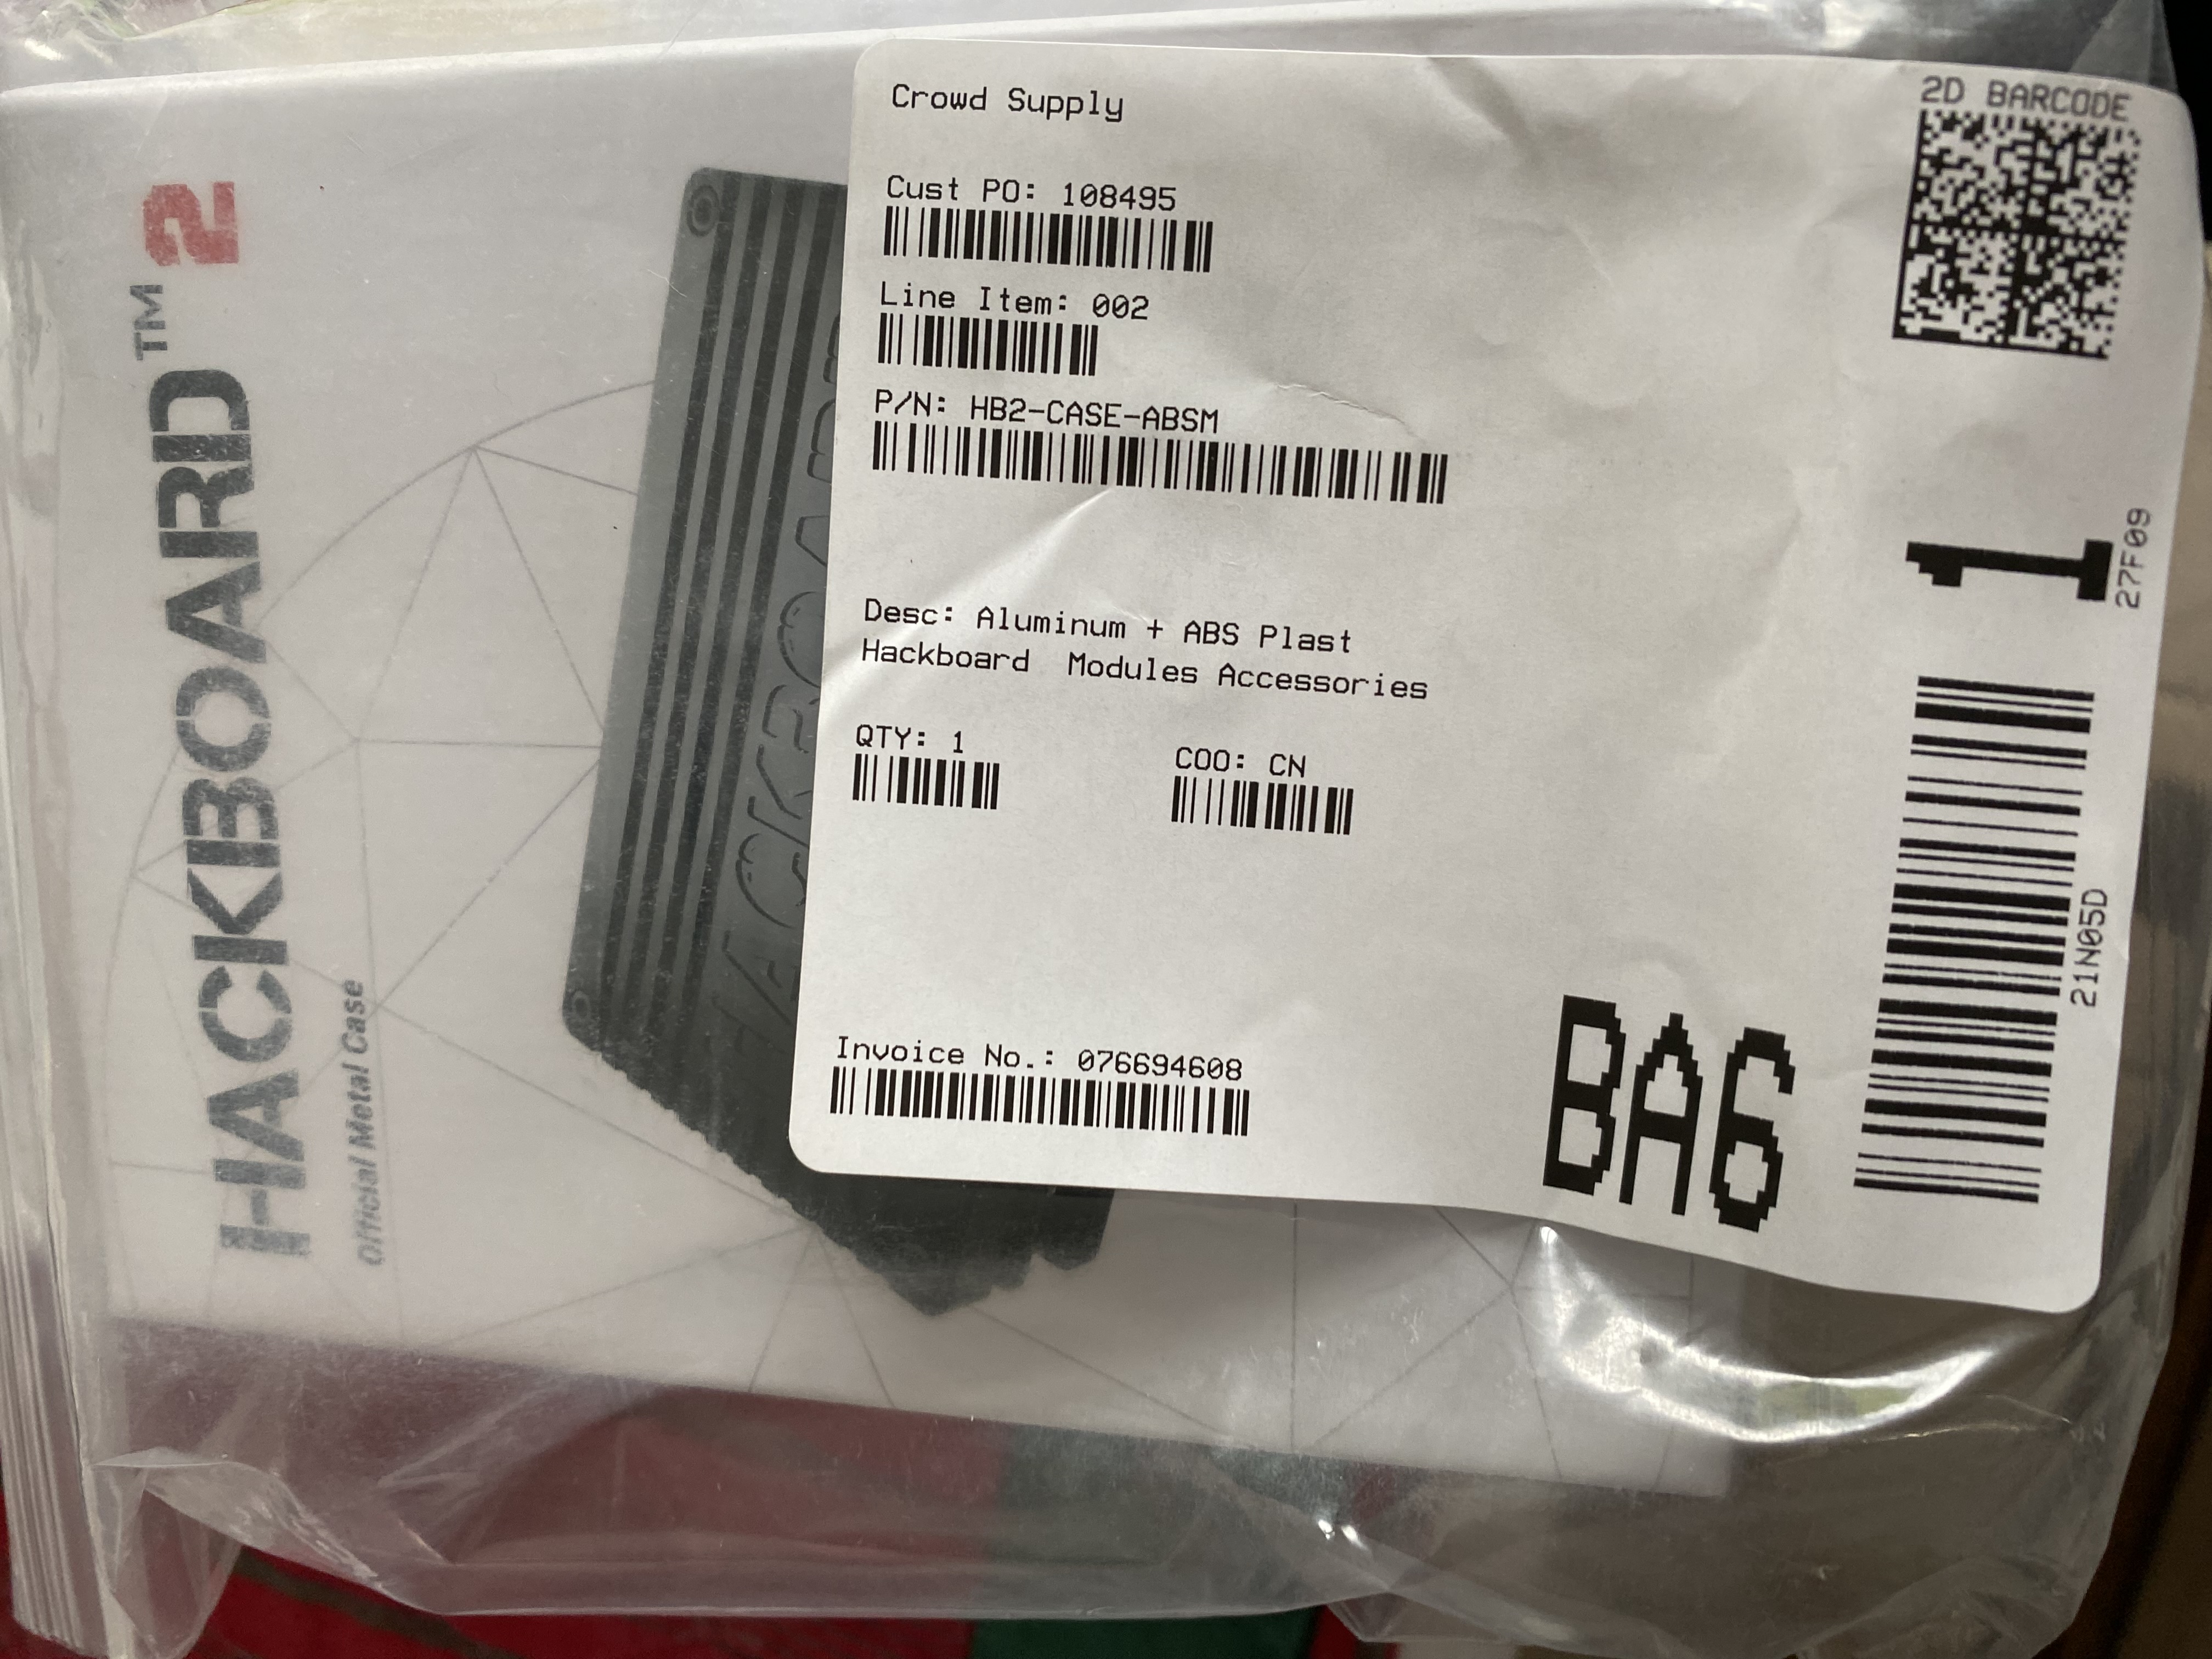 HACKBOARD™ 2
Official Metal Case
HACKBOARD
Crowd Supply
Cust PO: 108495
Line Item: 002
P/N: HB2-CASE-ABSM
Desc: Aluminum + ABS Plast
Hackboard  Modules Accessories
QTY: 1
COO: CN
Invoice No.: 076694608
BA6
2D BARCODE
1
27F09
21N05D